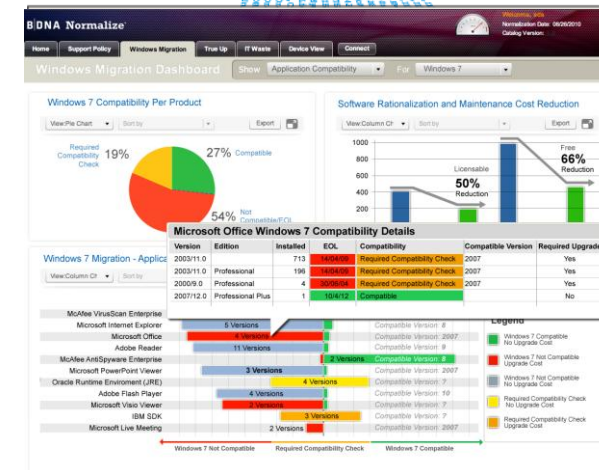 BDNA Normalize
Welcome, ads
Normalization Date: 08/26/2010
Catalog Version:
Home Support Policy Windows Migration True Up IT Waste Device View Connect
Windows Migration Dashboard Show Application Compatibility For Windows 7
Windows 7 Compatibility Per Product
View:Pie Chart Sort by Export
Required Compatibility Check 19%
27% Compatible
54% Not Compatible/EOL
Software Rationalization and Maintenance Cost Reduction
View:Column Ch Sort by Export
1000
800
600
400
200
Licensable
50%
Reduction
Free
66%
Reduction
Microsoft Office Windows 7 Compatibility Details
Version Edition Installed EOL Compatibility Compatible Version Required Upgrade
2003/11.0 713 14/04/09 Required Compatibility Check 2007 Yes
2003/11.0 Professional 196 14/04/09 Required Compatibility Check 2007 Yes
2000/9.0 Professional 4 30/06/04 Required Compatibility Check 2007 Yes
2007/12.0 Professional Plus 1 10/4/12 Compatible No
Windows 7 Migration - Applica
View:Column Ch Sort by
McAfee VirusScan Enterprise
Microsoft Internet Explorer 5 Versions Compatible Version: 8
Microsoft Office 4 Versions Compatible Version: 2007
Adobe Reader 11 Versions Compatible Version: 9
McAfee AntiSpyware Enterprise 2 Versions Compatible Version: 8
Microsoft PowerPoint Viewer 3 Versions Compatible Version: 2007
Oracle Runtime Enviroment (JRE) 4 Versions Compatible Version: 7
Adobe Flash Player 4 Versions Compatible Version: 10
Microsoft Visio Viewer 2 Versions Compatible Version: 2007
IBM SDK 3 Versions Compatible Version: 7
Microsoft Live Meeting 2 Versions Compatible Version: 2007
Windows 7 Not Compatible Required Compatibility Check Windows 7 Compatible
Legend
Windows 7 Compatible
No Upgrade Cost
Windows 7 Not Compatible
Upgrade Cost
Windows 7 Not Compatible
No Upgrade Cost
Required Compatibility Check
No Upgrade Cost
Required Compatibility Check
Upgrade Cost